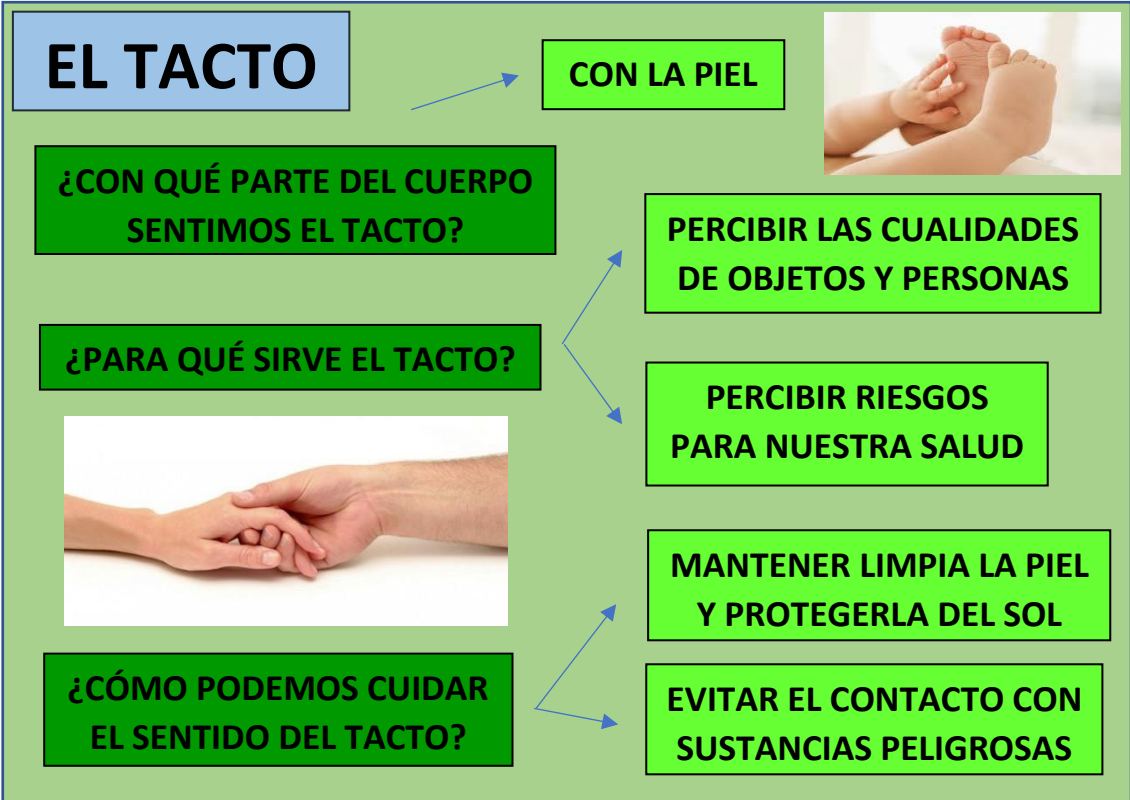 EL TACTO
CON LA PIEL
¿CON QUÉ PARTE DEL CUERPO
SENTIMOS EL TACTO?
PERCIBIR LAS CUALIDADES
DE OBJETOS Y PERSONAS
¿PARA QUÉ SIRVE EL TACTO?
PERCIBIR RIESGOS
PARA NUESTRA SALUD
MANTENER LIMPIA LA PIEL
Y PROTEGERLA DEL SOL
¿CÓMO PODEMOS CUIDAR
EL SENTIDO DEL TACTO?
EVITAR EL CONTACTO CON
SUSTANCIAS PELIGROSAS